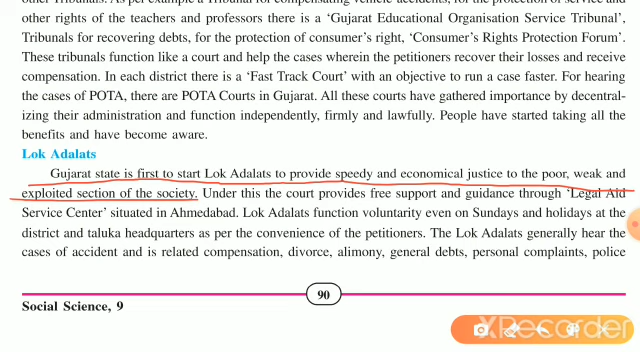 other Tribunals. As per example a Tribunal for compensating vehicle accidents, for the protection of service and
other rights of the teachers and professors there is a ‘Gujarat Educational Organisation Service Tribunal’,
Tribunals for recovering debts, for the protection of consumer's right, ‘Consumer's Rights Protection Forum’.
These tribunals function like a court and help the cases wherein the petitioners recover their losses and receive
compensation. In each district there is a ‘Fast Track Court’ with an objective to run a case faster. For hearing
the cases of POTA, there are POTA Courts in Gujarat. All these courts have gathered importance by decentral-
izing their administration and function independently, firmly and lawfully. People have started taking all the
benefits and have become aware.
Lok Adalats
Gujarat state is first to start Lok Adalats to provide speedy and economical justice to the poor, weak and
exploited section of the society. Under this the court provides free support and guidance through ‘Legal Aid
Service Center’ situated in Ahmedabad. Lok Adalats function voluntarity even on Sundays and holidays at the
district and taluka headquarters as per the convenience of the petitioners. The Lok Adalats generally hear the
cases of accident and is related compensation, divorce, alimony, general debts, personal complaints, police
90
Social Science, 9
XRecorder